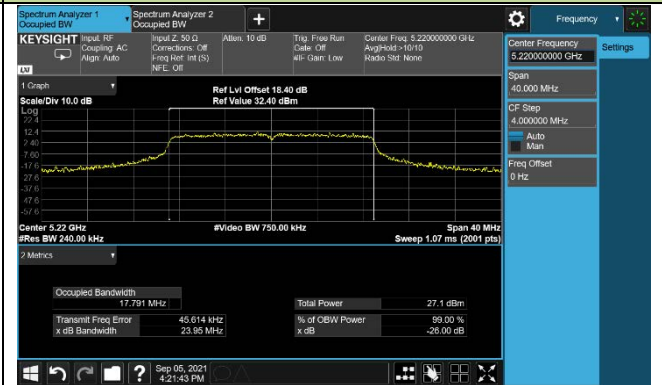 Spectrum Analyzer 1
Occupied BW
Spectrum Analyzer 2
Occupied BW
+
Frequency
KEYSIGHT
Input: RF
Coupling: AC
Align: Auto
Input Z: 50 Ω
Corrections: Off
Freq Ref: Int (S)
NFE: Off
Atten: 10 dB
Trig: Free Run
Gate: Off
#IF Gain: Low
Center Freq: 5.220000000 GHz
Avg|Hold:>10/10
Radio Std: None
LXI
Center Frequency
5.220000000 GHz
Settings
Span
40.000 MHz
CF Step
4.000000 MHz
Auto
Man
Freq Offset
0 Hz
1 Graph
Scale/Div 10.0 dB
Ref Lvl Offset 18.40 dB
Ref Value 32.40 dBm
Log
22.4
12.4
2.40
-7.60
-17.6
-27.6
-37.6
-47.6
-57.6
Center 5.22 GHz
#Res BW 240.00 kHz
#Video BW 750.00 kHz
Span 40 MHz
Sweep 1.07 ms (2001 pts)
2 Metrics
Occupied Bandwidth
17.791 MHz
Total Power 27.1 dBm
Transmit Freq Error 45.614 kHz
% of OBW Power 99.00 %
x dB Bandwidth 23.95 MHz
x dB -26.00 dB
?
Sep 05, 2021
4:21:43 PM